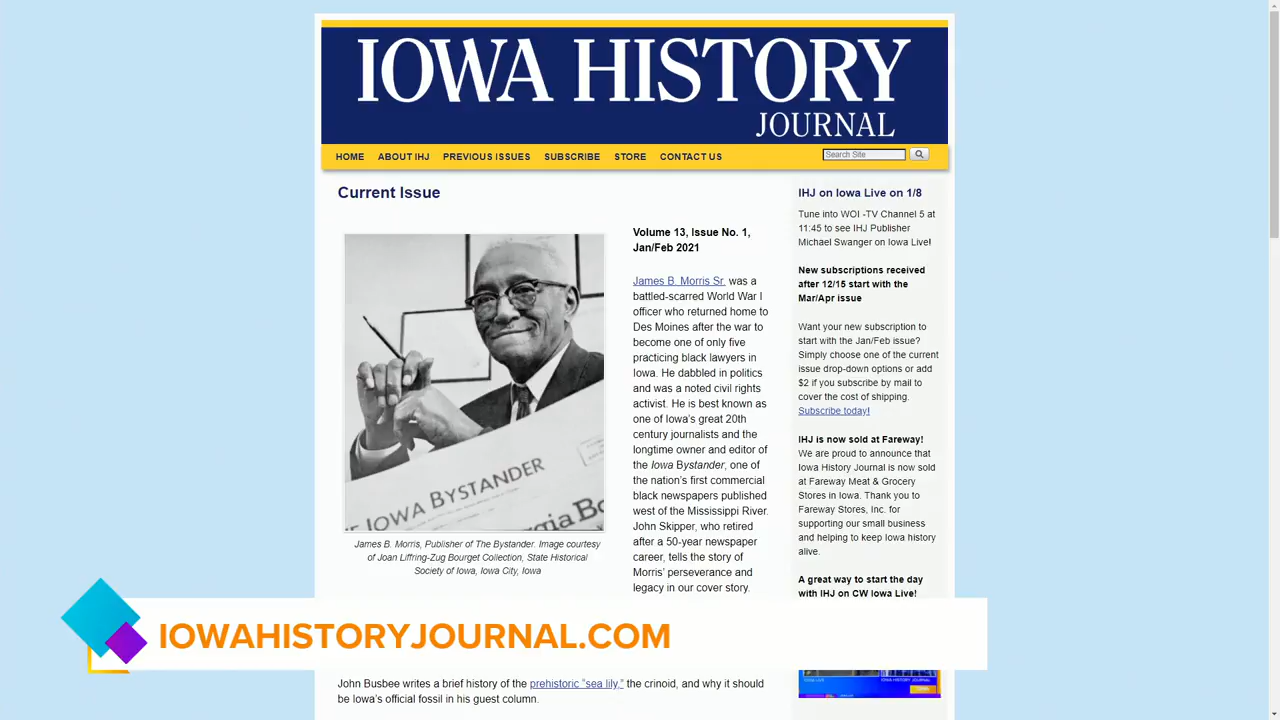 IOWA HISTORY
JOURNAL
HOME ABOUT IHJ PREVIOUS ISSUES SUBSCRIBE STORE CONTACT US
Search Site
Current Issue
Volume 13, Issue No. 1,
Jan/Feb 2021
James B. Morris Sr. was a
battled-scarred World War I
officer who returned home to
Des Moines after the war to
become one of only five
practicing black lawyers in
Iowa. He dabbled in politics
and was a noted civil rights
activist. He is best known as
one of Iowa's great 20th
century journalists and the
longtime owner and editor of
the Iowa Bystander, one of
the nation's first commercial
black newspapers published
west of the Mississippi River.
John Skipper, who retired
after a 50-year newspaper
career, tells the story of
Morris' perseverance and
legacy in our cover story.
IOWA BYSTANDER
James B. Morris, Publisher of The Bystander. Image courtesy
of Joan Liffring-Zug Bourget Collection, State Historical
Society of Iowa, Iowa City, Iowa
IHJ on Iowa Live on 1/8
Tune into WOI -TV Channel 5 at
11:45 to see IHJ Publisher
Michael Swanger on Iowa Live!
New subscriptions received
after 12/15 start with the
Mar/Apr issue
Want your new subscription to
start with the Jan/Feb issue?
Simply choose one of the current
issue drop-down options or add
$2 if you subscribe by mail to
cover the cost of shipping.
Subscribe today!
IHJ is now sold at Fareway!
We are proud to announce that
Iowa History Journal is now sold
at Fareway Meat & Grocery
Stores in Iowa. Thank you to
Fareway Stores, Inc. for
supporting our small business
and helping to keep Iowa history
alive.
A great way to start the day
with IHJ on CW Iowa Live!
IOWAHISTORYJOURNAL.COM
John Busbee writes a brief history of the prehistoric "sea lily," the crinoid, and why it should
be Iowa's official fossil in his guest column.